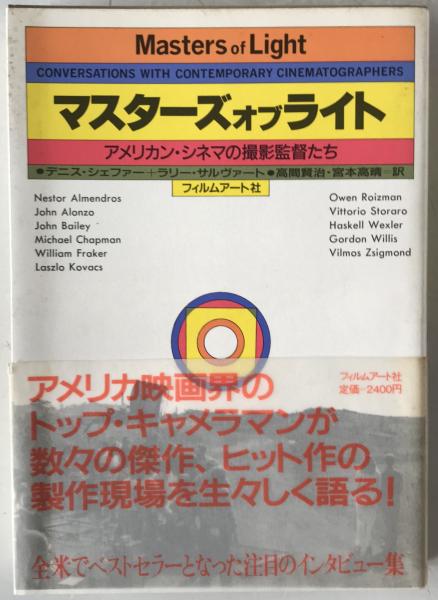 Masters of Light
CONVERSATIONS WITH CONTEMPORARY CINEMATOGRAPHERS
マスターズオブライト
アメリカン・シネマの撮影監督たち
●デニス・シェファー+ラリー・サルヴァート●高間賢治・宮本高晴=訳
フィルムアート社
Nestor Almendros
John Alonzo
John Bailey
Michael Chapman
William Fraker
Laszlo Kovacs
Owen Roizman
Vittorio Storaro
Haskell Wexler
Gordon Willis
Vilmos Zsigmond
フィルムアート社
定価=2400円
アメリカ映画界の
トップ・キャメラマンが
数々の傑作、ヒット作の
製作現場を生々しく語る!
全米でベストセラーとなった注目のインタビュー集